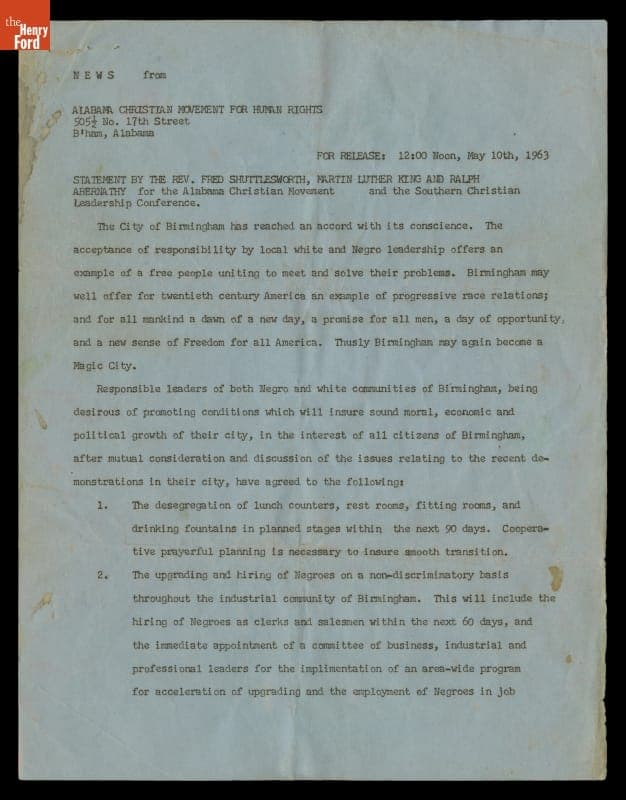 the
Henry
Ford
NEWS from
ALABAMA CHRISTIAN MOVEMENT FOR HUMAN RIGHTS
505½ No. 17th Street
B'ham, Alabama
FOR RELEASE: 12:00 Noon, May 10th, 1963
STATEMENT BY THE REV. FRED SHUTTLESWORTH, MARTIN LUTHER KING AND RALPH
ABERNATHY for the Alabama Christian Movement and the Southern Christian
Leadership Conference.
The City of Birmingham has reached an accord with its conscience. The
acceptance of responsibility by local white and Negro leadership offers an
example of a free people uniting to meet and solve their problems. Birmingham may
well offer for twentieth century America an example of progressive race relations;
and for all mankind a dawn of a new day, a promise for all men, a day of opportunity,
and a new sense of Freedom for all America. Thusly Birmingham may again become a
Magic City.
Responsible leaders of both Negro and white communities of Birmingham, being
desirous of promoting conditions which will insure sound moral, economic and
political growth of their city, in the interest of all citizens of Birmingham,
after mutual consideration and discussion of the issues relating to the recent de-
monstrations in their city, have agreed to the following:
1. The desegregation of lunch counters, rest rooms, fitting rooms, and
drinking fountains in planned stages within the next 90 days. Coopera-
tive prayerful planning is necessary to insure smooth transition.
2. The upgrading and hiring of Negroes on a non-discrimimatory basis
throughout the industrial community of Birmingham. This will include the
hiring of Negroes as clerks and salesmen within the next 60 days, and
the immediate appointment of a committee of business, industrial and
professional leaders for the implimentation of an area-wide program
for acceleration of upgrading and the employment of Negroes in job